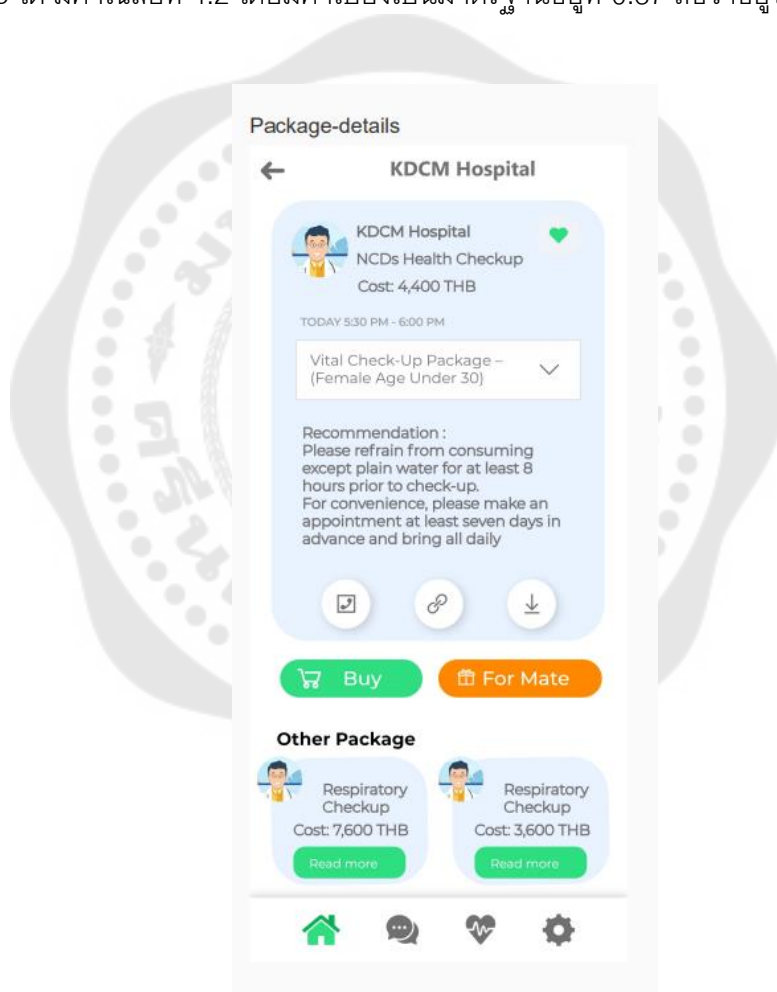 Package-details
KDCM Hospital
KDCM Hospital
NCDs Health Checkup
Cost: 4,400 THB
TODAY 5:30 PM - 6:00 PM
Vital Check-Up Package –
(Female Age Under 30)
Recommendation :
Please refrain from consuming
except plain water for at least 8
hours prior to check-up.
For convenience, please make an
appointment at least seven days in
advance and bring all daily
Buy
For Mate
Other Package
Respiratory
Checkup
Cost: 7,600 THB
Read more
Respiratory
Checkup
Cost: 3,600 THB
Read more